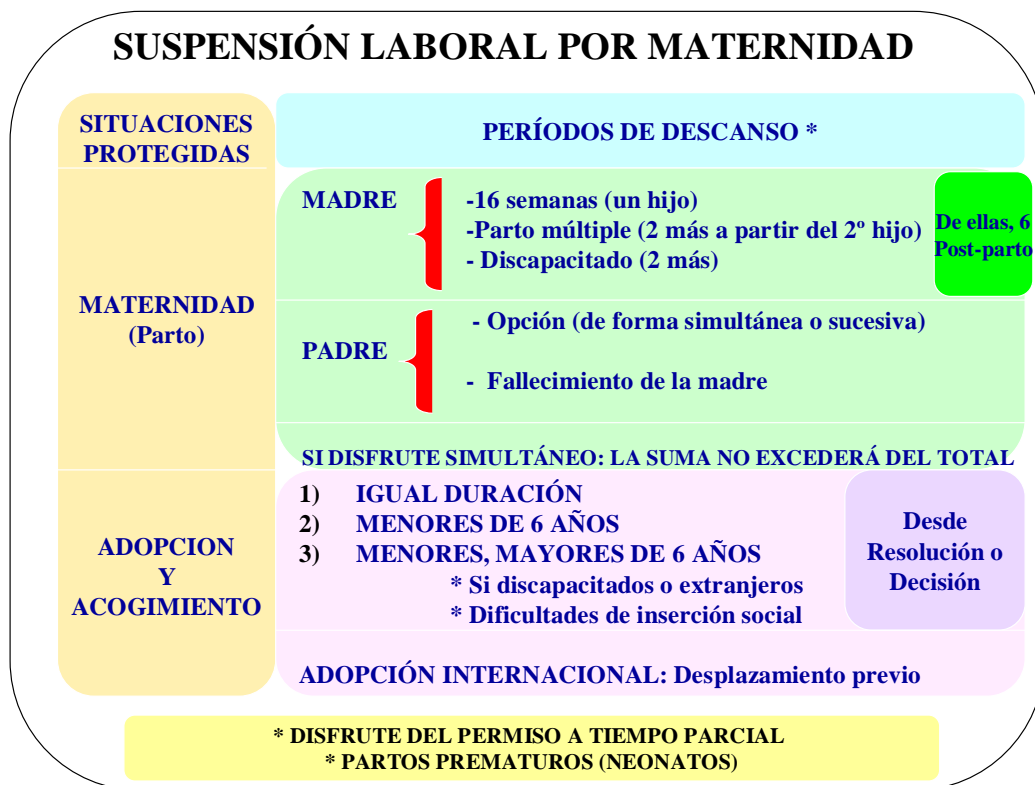 SUSPENSIÓN LABORAL POR MATERNIDAD
SITUACIONES
PROTEGIDAS
PERÍODOS DE DESCANSO *
MATERNIDAD
(Parto)
MADRE
-16 semanas (un hijo)
-Parto múltiple (2 más a partir del 2º hijo)
- Discapacitado (2 más)
De ellas, 6
Post-parto
PADRE
- Opción (de forma simultánea o sucesiva)
- Fallecimiento de la madre
SI DISFRUTE SIMULTÁNEO: LA SUMA NO EXCEDERÁ DEL TOTAL
ADOPCION
Y
ACOGIMIENTO
1) IGUAL DURACIÓN
2) MENORES DE 6 AÑOS
3) MENORES, MAYORES DE 6 AÑOS
* Si discapacitados o extranjeros
* Dificultades de inserción social
Desde
Resolución o
Decisión
ADOPCIÓN INTERNACIONAL: Desplazamiento previo
* DISFRUTE DEL PERMISO A TIEMPO PARCIAL
* PARTOS PREMATUROS (NEONATOS)